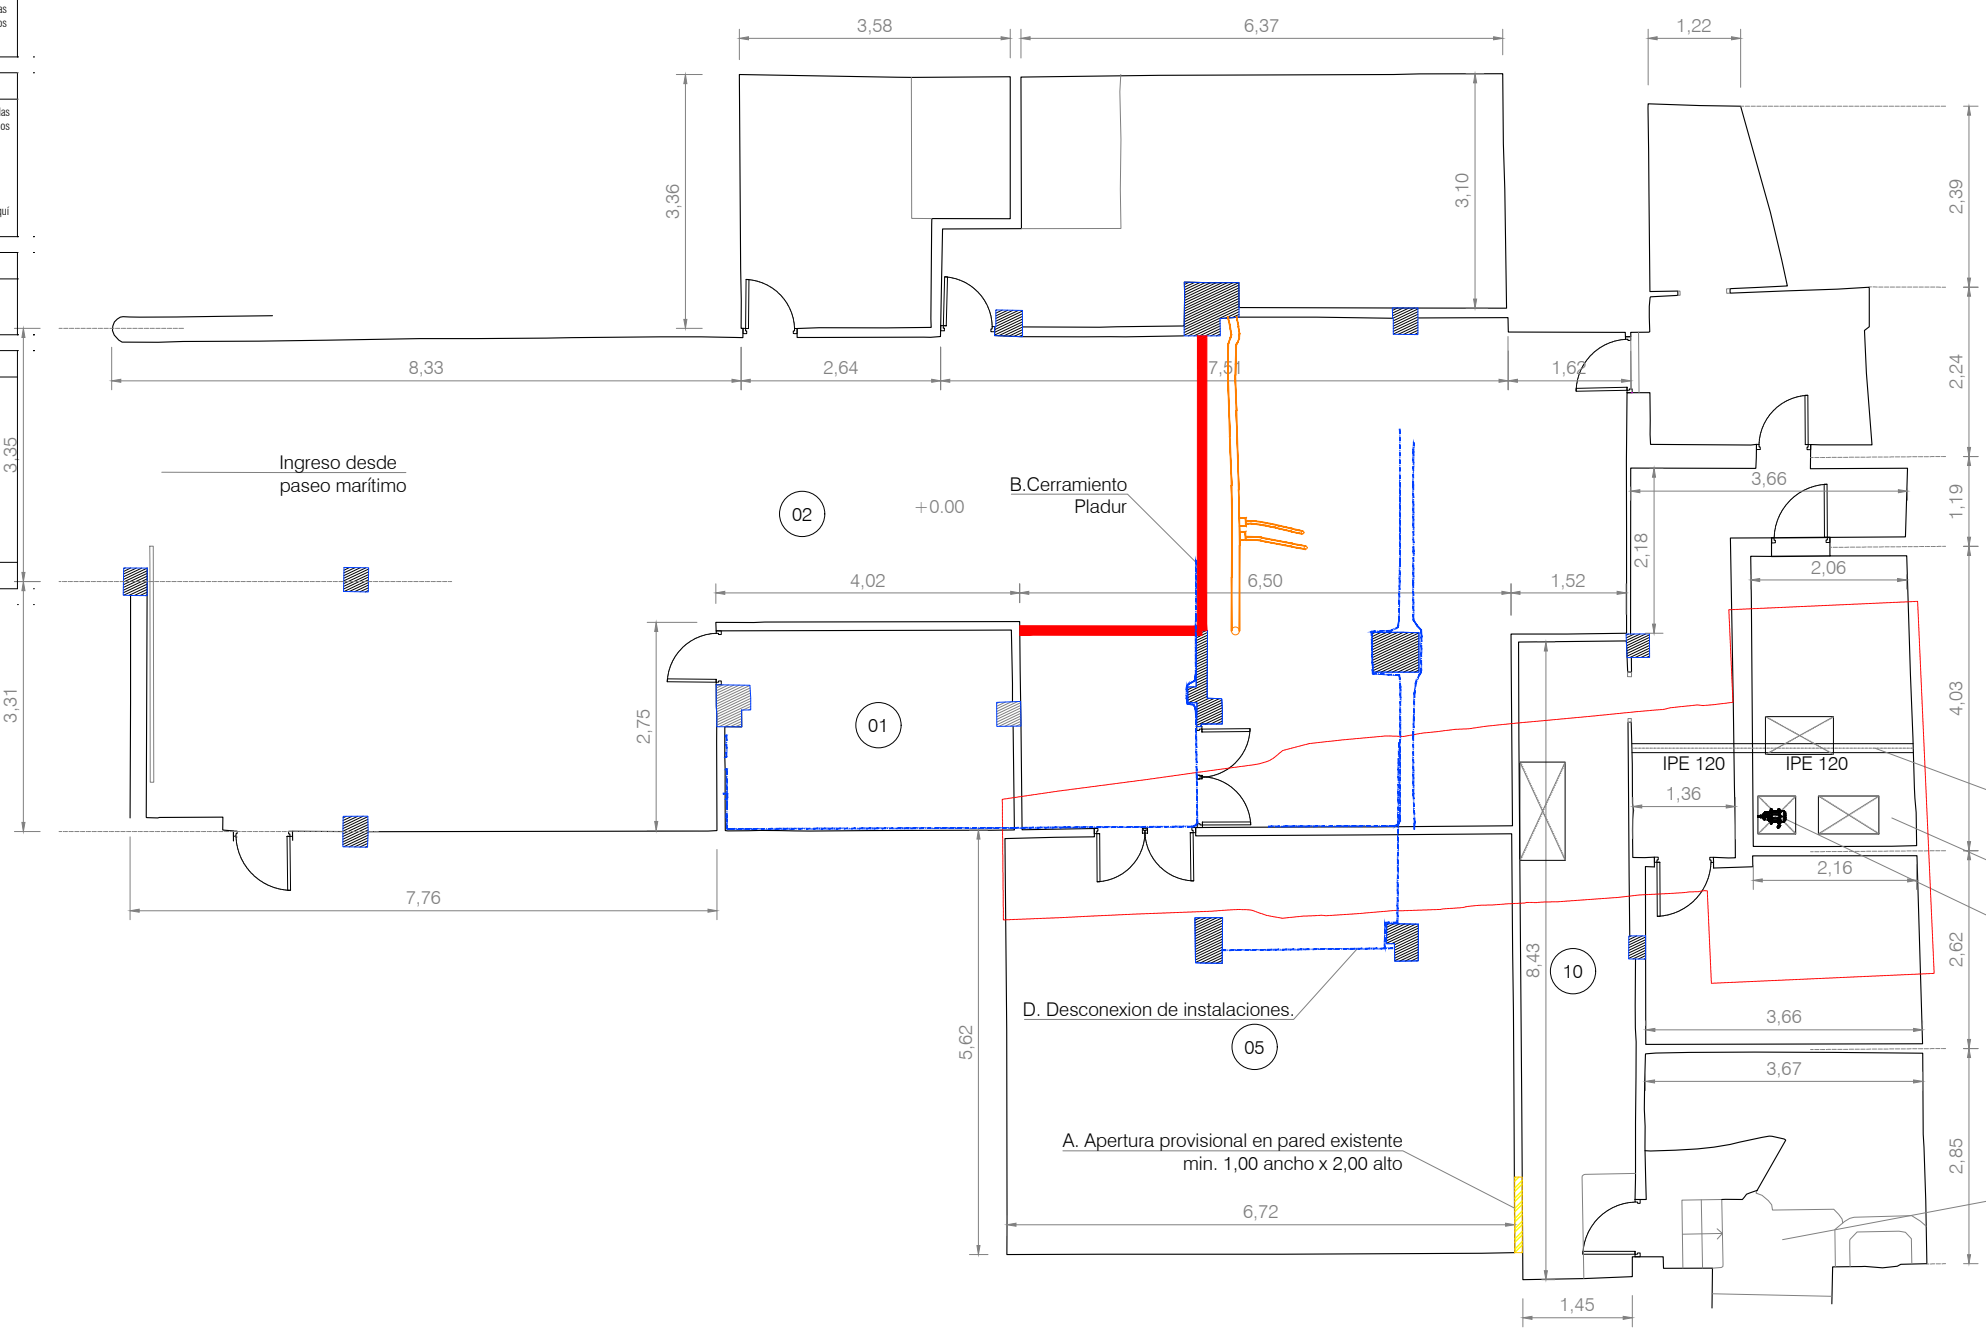 as
os
3,58
6,37
1,22
las
os
quí
3,36
3,10
2,39
8,33
2,64
7,51
1,62
2,24
3,35
Ingreso desde
paseo marítimo
02
+0.00
B.Cerramiento
Pladur
3,66
1,19
2,18
4,02
6,50
1,52
2,06
3,31
2,75
01
4,03
IPE 120
IPE 120
1,36
7,76
2,16
8,43
10
2,62
D. Desconexion de instalaciones.
05
5,62
3,66
3,67
A. Apertura provisional en pared existente
min. 1,00 ancho x 2,00 alto
2,85
6,72
1,45